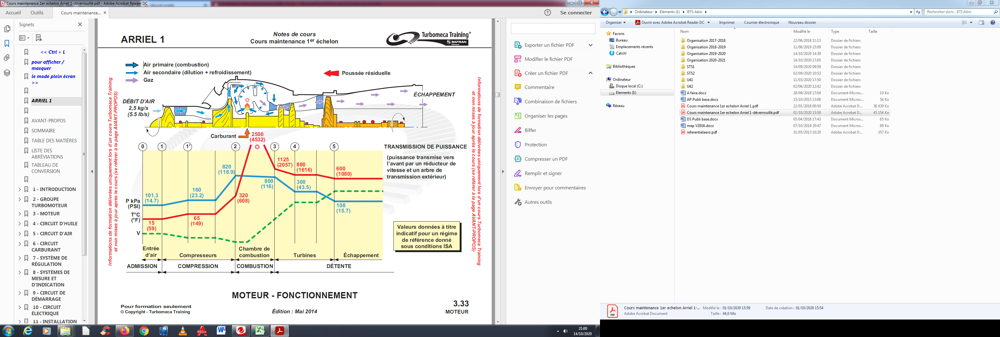 Cours maintenance 1er echelon Arriel 1-déverrouillé.pdf - Adobe Acrobat Reader DC
Accueil
Outils
Cours maintenance...
Se connecter
Signets
<< Ctrl + L
pour afficher /
masquer
le mode plein écran
>>
ARRIEL 1
AVANT-PROPOS
SOMMAIRE
TABLE DES MATIÈRES
LISTE DES
ABRÉVIATIONS
TABLEAU DE
CONVERSION
1 - INTRODUCTION
2 - GROUPE
TURBOMOTEUR
3 - MOTEUR
4 - CIRCUIT D'HUILE
5 - CIRCUIT D'AIR
6 - CIRCUIT
CARBURANT
7 - SYSTÈME DE
RÉGULATION
8 - SYSTÈMES DE
MESURE ET
D'INDICATION
9 - CIRCUIT DE
DÉMARRAGE
10 - CIRCUIT
ÉLECTRIQUE
11 - INSTALLATION
ARRIEL 1
Notes de cours
Cours maintenance 1er échelon
Turbomeca Training
SAFRAN
Turbomeca
Informations de formation délivrées uniquement lors d'un cours Turbomeca Training
et non mises à jour après le cours (se référer à la page AVANT-PROPOS)
Air primaire (combustion)
Air secondaire (dilution + refroidissement)
Gaz
Poussée résiduelle
ÉCHAPPEMENT
DÉBIT D'AIR
2,5 kg/s
(5.5 lb/s)
Carburant
2500
(4532)
0
1
1'
2
3
4
5
TRANSMISSION DE PUISSANCE
(puissance transmise vers
l'avant par un réducteur de
vitesse et un arbre de
transmission extérieur)
1125
(2057)
880
(1616)
600
(1080)
820
(118.9)
800
(116)
300
(43.5)
160
(23.2)
101,3
(14.7)
320
(608)
108
(15.7)
P kPa
(PSI)
T°C
(°F)
V
15
(59)
65
(149)
Valeurs données à titre
indicatif pour un régime
de référence donné
sous conditions ISA
Entrée
d'air
Compresseurs
Chambre de
combustion
Turbines
Échappement
ADMISSION
COMPRESSION
COMBUSTION
DÉTENTE
MOTEUR - FONCTIONNEMENT
Pour formation seulement
© Copyright - Turbomeca Training
Édition : Mai 2014
3.33
MOTEUR
Informations de formation délivrées uniquement lors d'un cours Turbomeca Training
et non mises à jour après le cours (se référer à la page AVANT-PROPOS)
Exporter un fichier PDF
Modifier le fichier PDF
Créer un fichier PDF
Commentaire
Combinaison de fichiers
Organiser les pages
Biffer
Protection
Compresser un PDF
Remplir et signer
Envoyer pour commentaires
Autres outils
120%
21:00
14/10/2020
Ordinateur
Elements (I:)
BTS Aéro
Rechercher dans : BTS Aéro
Organiser
Ouvrir avec Adobe Acrobat Reader DC
Imprimer
Courrier électronique
Nouveau dossier
Favoris
Bureau
Emplacements récents
Catch!
Bibliothèques
Ordinateur
Disque local (C:)
Elements (I:)
Réseau
Nom Modifié le Type Taille
Organisation 2017-2018 22/06/2018 11:13 Dossier de fichiers
Organisation 2018-2019 11/06/2019 23:09 Dossier de fichiers
Organisation 2019-2020 14/10/2020 14:39 Dossier de fichiers
Organisation 2020-2021 14/10/2020 17:05 Dossier de fichiers
STS1 14/09/2020 09:59 Dossier de fichiers
STS2 02/09/2020 10:53 Dossier de fichiers
U41 11/03/2020 17:50 Dossier de fichiers
U42 02/06/2020 12:42 Dossier de fichiers
A faire.docx 28/09/2018 17:04 Document Micros... 10 Ko
AP Publi base.docx 15/10/2015 13:08 Document Micros... 54 Ko
Cours maintenance 1er echelon Arriel 1.pdf 22/01/2018 00:50 Adobe Acrobat D... 36 439 Ko
Cours maintenance 1er echelon Arriel 1-déverrouillé.pdf 01/10/2020 15:59 Adobe Acrobat D... 45 154 Ko
DS Publi base.docx 05/04/2018 17:43 Document Micros... 65 Ko
mep V2016.docx 07/10/2019 20:47 Document Micros... 69 Ko
referentielaero.pdf 31/05/2013 10:20 Adobe Acrobat D... 357 Ko
PDF
Cours maintenance 1er echelon Arriel 1-... Modifié le : 01/10/2020 15:59 Date de création : 01/10/2020 15:54
Adobe Acrobat Document Taille : 44,0 Mo